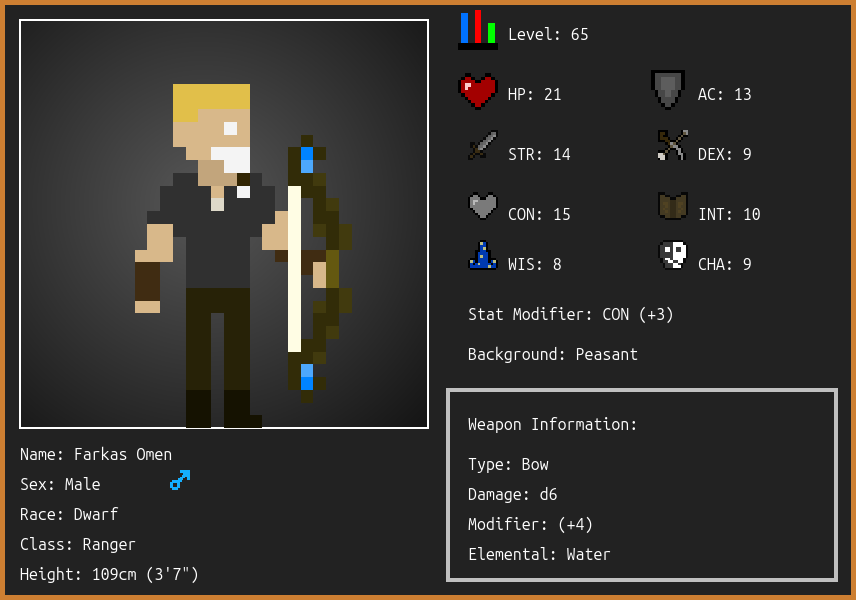 Level: 65
HP: 21
AC: 13
STR: 14
DEX: 9
CON: 15
INT: 10
WIS: 8
CHA: 9
Stat Modifier: CON (+3)
Background: Peasant
Weapon Information:
Type: Bow
Damage: d6
Modifier: (+4)
Elemental: Water
Name: Farkas Omen
Sex: Male
Race: Dwarf
Class: Ranger
Height: 109cm (3'7")